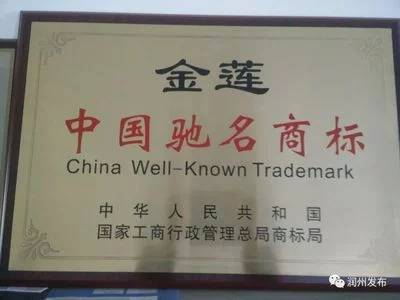 金莲
中国驰名商标
China Well-Known Trademark
中华人民共和国
国家工商行政管理总局商标局
润州发布